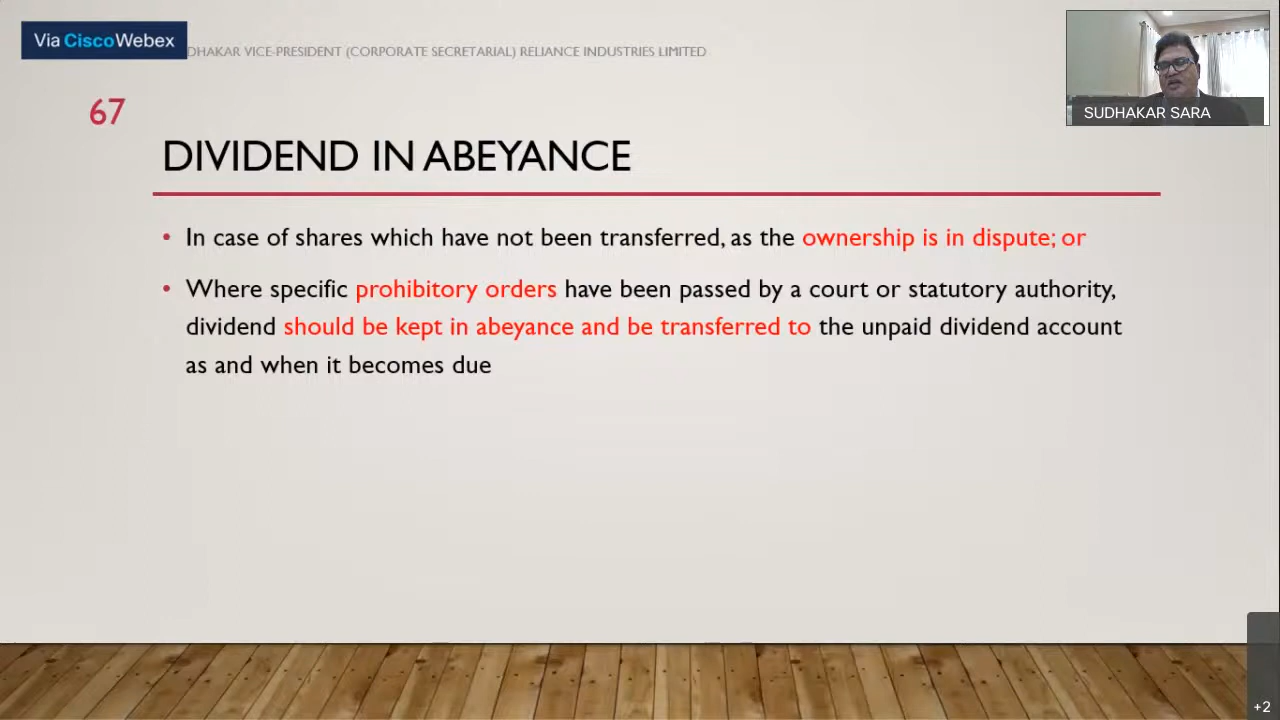 Via CiscoWebex
DHAKAR VICE-PRESIDENT (CORPORATE SECRETARIAL) RELIANCE INDUSTRIES LIMITED
SUDHAKAR SARA
67
DIVIDEND IN ABEYANCE
• In case of shares which have not been transferred, as the ownership is in dispute; or
• Where specific prohibitory orders have been passed by a court or statutory authority,
dividend should be kept in abeyance and be transferred to the unpaid dividend account
as and when it becomes due
+2